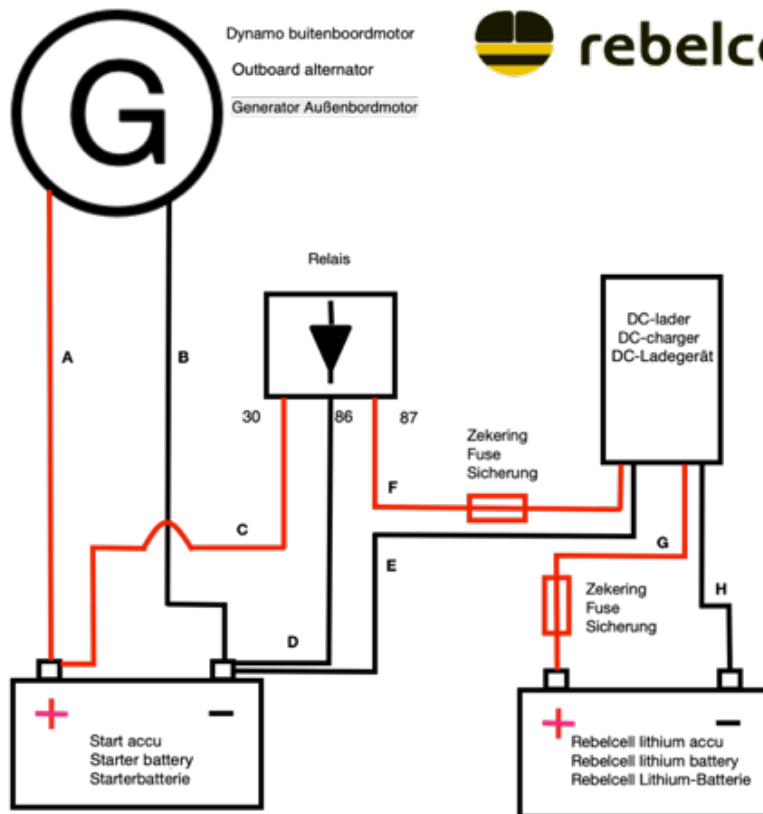 Dynamo buitenboordmotor
Outboard alternator
Generator Außenbordmotor
G
Relais
DC-lader
DC-charger
DC-Ladegerät
A
B
30
86
87
Zekering
Fuse
Sicherung
F
C
E
G
H
Zekering
Fuse
Sicherung
D
+
−
Start accu
Starter battery
Starterbatterie
+
−
Rebelcell lithium accu
Rebelcell lithium battery
Rebelcell Lithium-Batterie